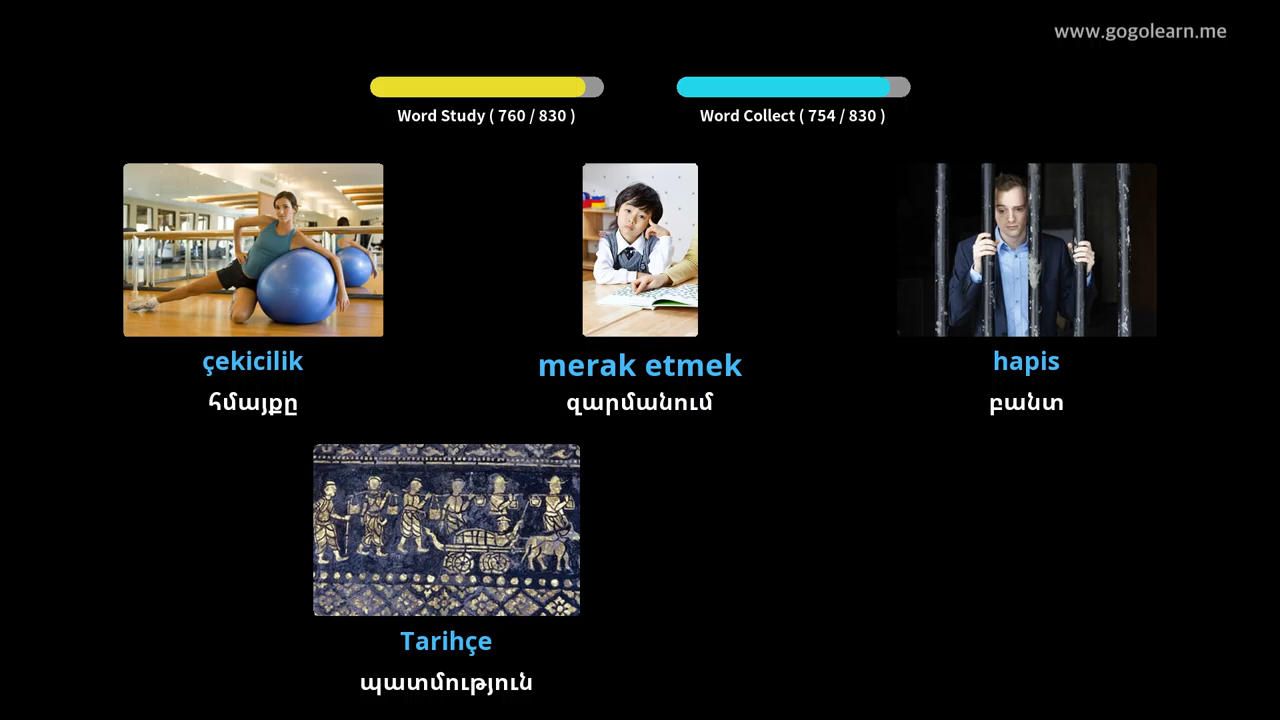 www.gogolearn.me
Word Study ( 760 / 830 )
Word Collect ( 754 / 830 )
çekicilik
հմայքը
merak etmek
զարմանում
hapis
բանտ
Tarihçe
պատմություն